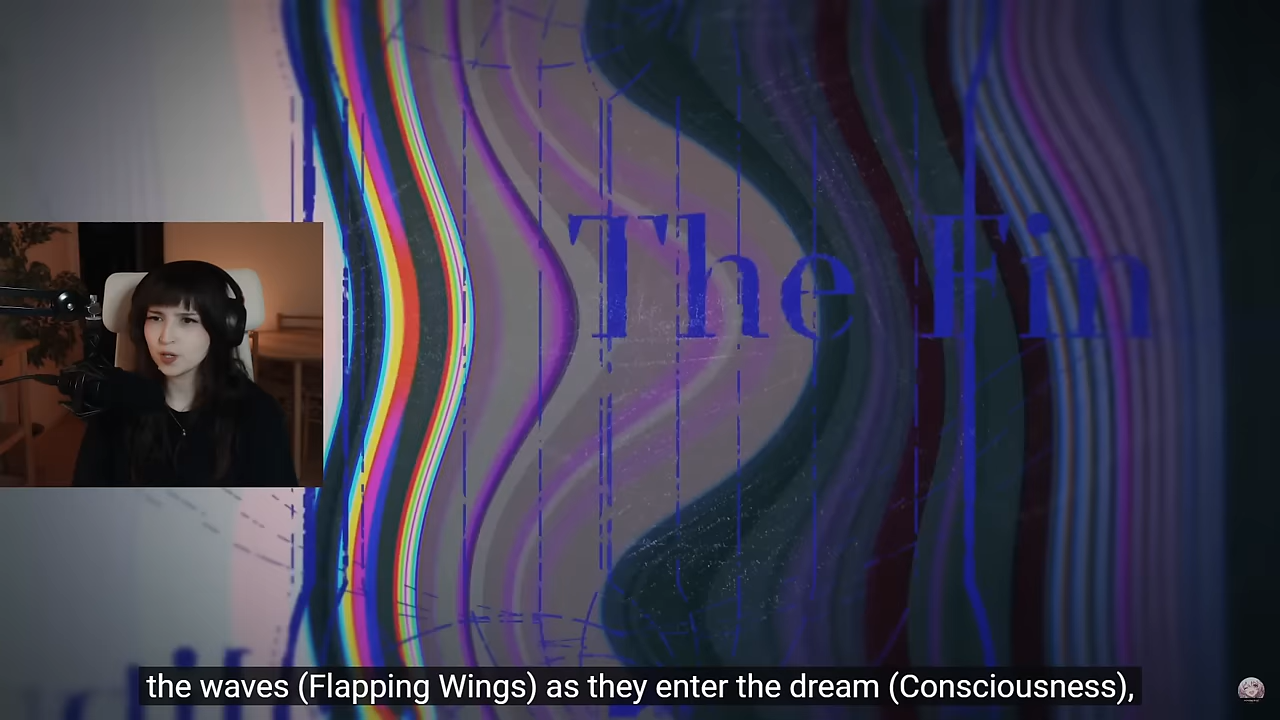 The Fin
the waves (Flapping Wings) as they enter the dream (Consciousness),